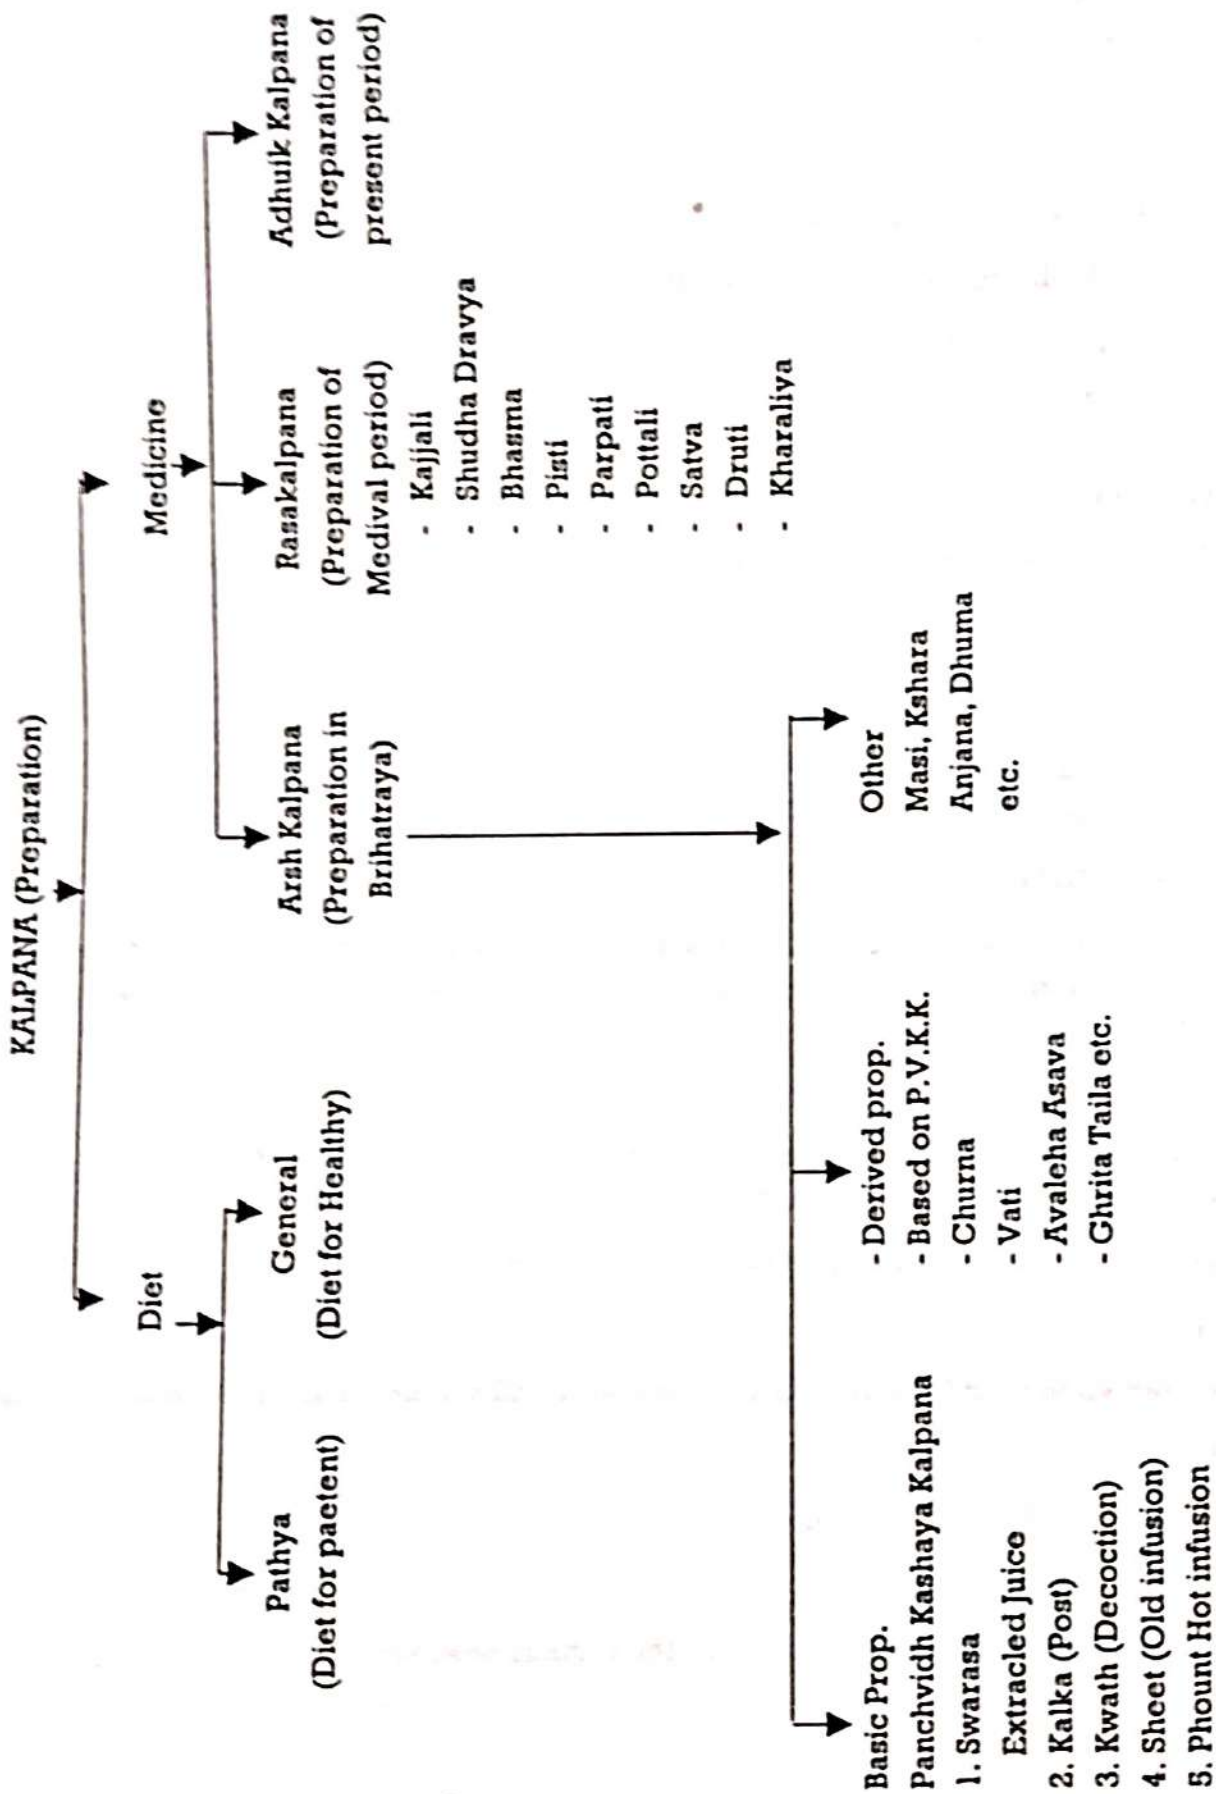 KALPANA (Preparation)
Diet
Medicine
Pathya
(Diet for paetent)
General
(Diet for Healthy)
Arsh Kalpana
(Preparation in
Brihatraya)
Rasakalpana
(Preparation of
Medival period)
- Kajjali
- Shudha Dravya
- Bhasma
- Pisti
- Parpati
- Pottali
- Satva
- Druti
- Kharaliva
Adhuik Kalpana
(Preparation of
present period)
Basic Prop.
Panchvidh Kashaya Kalpana
1. Swarasa
Extracled Juice
2. Kalka (Post)
3. Kwath (Decoction)
4. Sheet (Old infusion)
5. Phount Hot infusion
- Derived prop.
- Based on P.V.K.K.
- Churna
- Vati
- Avaleha Asava
- Ghrita Taila etc.
Other
Masi, Kshara
Anjana, Dhuma
etc.